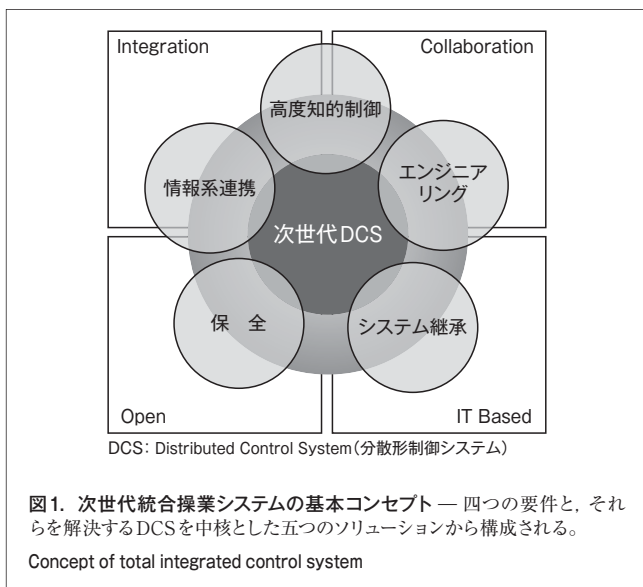 Integration
Collaboration
高度知的制御
情報系連携
エンジニア
リング
次世代DCS
保 全
システム継承
Open
IT Based
DCS: Distributed Control System(分散形制御システム)
図1. 次世代統合操業システムの基本コンセプト — 四つの要件と,それ
らを解決するDCSを中核とした五つのソリューションから構成される。
Concept of total integrated control system